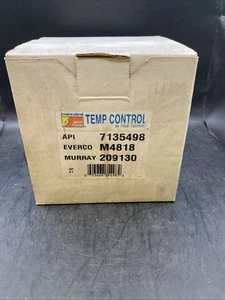 TEMP CONTROL
API 7135498
EVERCO M4818
MURRAY 209130